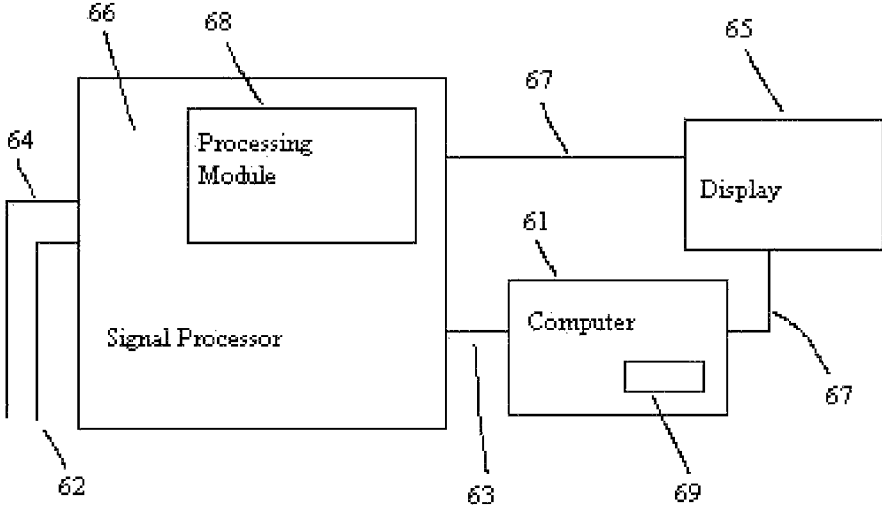 66
68
65
67
64
Processing
Module
Display
61
Computer
Signal Processor
67
62
63
69